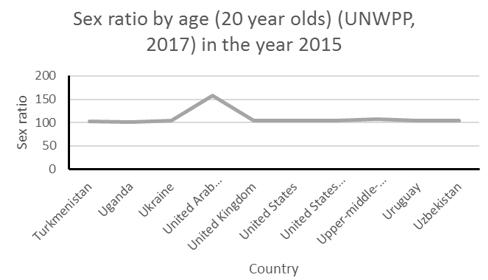 Sex ratio by age (20 year olds) (UNWPP,
2017) in the year 2015
200
150
100
50
0
Sex ratio
Turkmenistan
Uganda
Ukraine
United Arab...
United Kingdom
United States
United States...
Upper-middle-...
Uruguay
Uzbekistan
Country